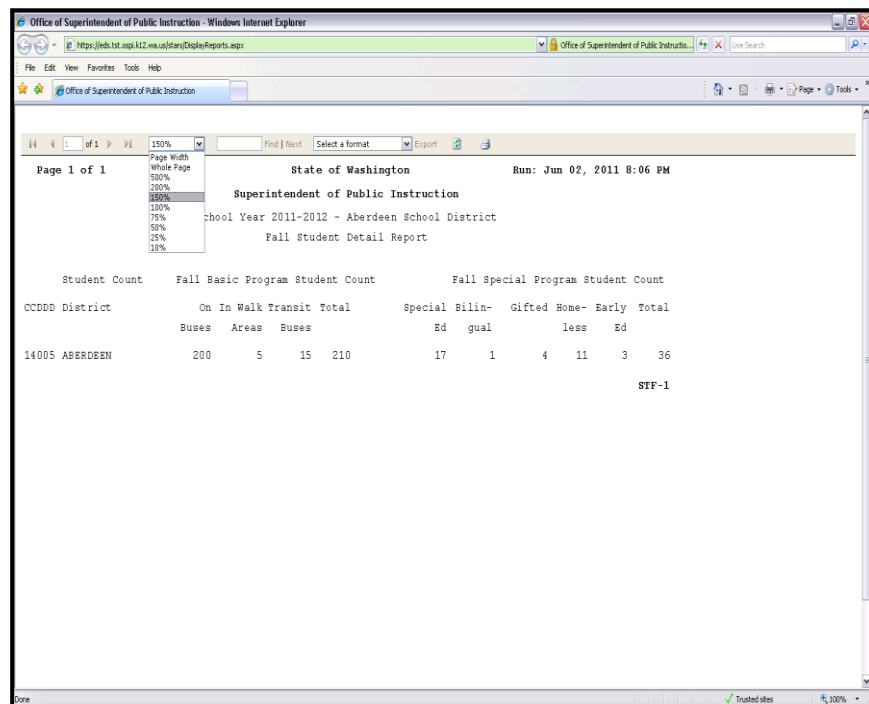 Office of Superintendent of Public Instruction - Windows Internet Explorer
https://eds.tst.ospi.k12.wa.us/stars/DisplayReports.aspx Office of Superintendent of Public Instructio... Live Search
File Edit View Favorites Tools Help
Office of Superintendent of Public Instruction Page Tools
1 of 1 150% Find | Next Select a format Export
Page Width
Whole Page
500%
200%
150%
100%
75%
50%
25%
10%
Page 1 of 1 State of Washington Run: Jun 02, 2011 8:06 PM
Superintendent of Public Instruction
chool Year 2011-2012 - Aberdeen School District
Fall Student Detail Report
Student Count Fall Basic Program Student Count Fall Special Program Student Count
CCDDD District On In Walk Transit Total Special Bilin- Gifted Home- Early Total
Buses Areas Buses Ed gual less Ed
14005 ABERDEEN 200 5 15 210 17 1 4 11 3 36
STF-1
Done Trusted sites 100%